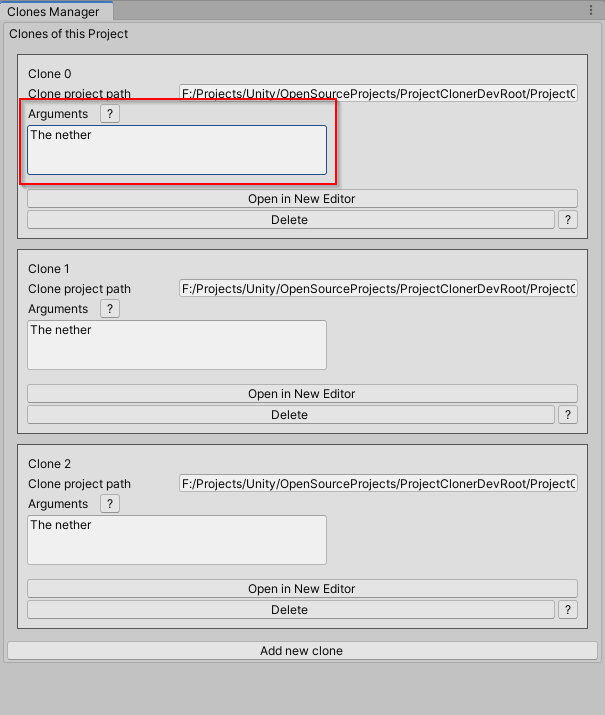 Clones Manager
Clones of this Project
Clone 0
Clone project path F:/Projects/Unity/OpenSourceProjects/ProjectClonerDevRoot/ProjectC
Arguments ?
The nether
Open in New Editor
Delete ?
Clone 1
Clone project path F:/Projects/Unity/OpenSourceProjects/ProjectClonerDevRoot/ProjectC
Arguments ?
The nether
Open in New Editor
Delete ?
Clone 2
Clone project path F:/Projects/Unity/OpenSourceProjects/ProjectClonerDevRoot/ProjectC
Arguments ?
The nether
Open in New Editor
Delete ?
Add new clone